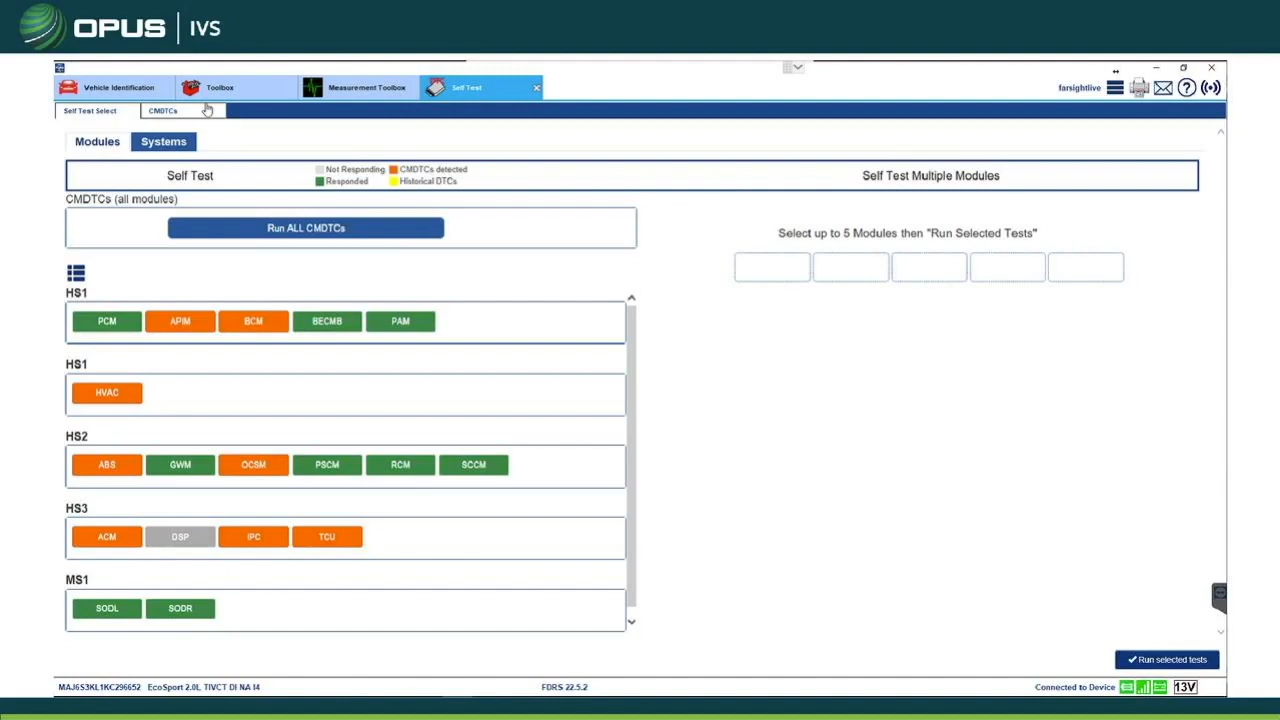 OPUS | IVS
Vehicle Identification Toolbox Measurement Toolbox Self Test farsightlive
Self Test Select CMDTCs
Modules Systems
Self Test Not Responding CMDTCs detected Self Test Multiple Modules
Responded Historical DTCs
CMDTCs (all modules)
Run ALL CMDTCs
Select up to 5 Modules then "Run Selected Tests"
HS1
PCM APIM BCM BECMB PAM
HS1
HVAC
HS2
ABS GWM OCSM PSCM RCM SCCM
HS3
ACM DSP IPC TCU
MS1
SODL SODR
Run selected tests
MAJ6S3KL1KC296652 EcoSport 2.0L TIVCT DI NA I4 FDRS 22.5.2 Connected to Device 13V